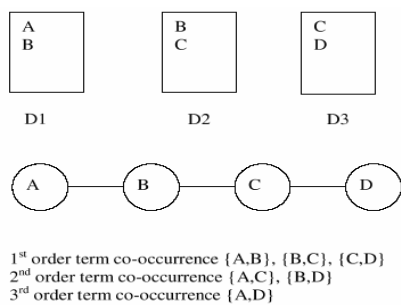 A B C
B C D
D1 D2 D3
A B C D
1st order term co-occurrence {A,B}, {B,C}, {C,D}
2nd order term co-occurrence {A,C}, {B,D}
3rd order term co-occurrence {A,D}